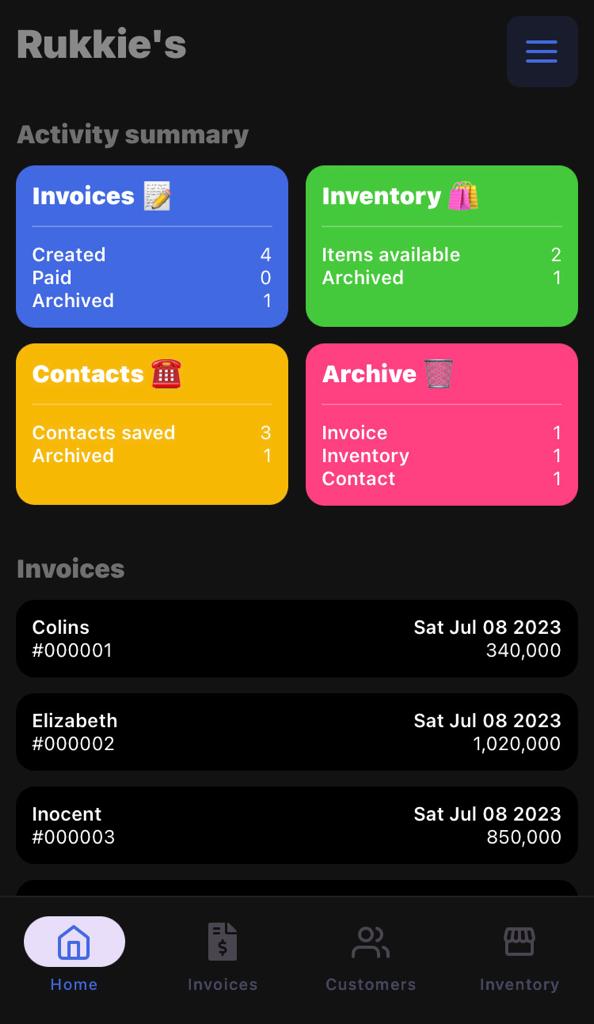 Rukkie's
Activity summary
Invoices 📝
Created 4
Paid 0
Archived 1
Inventory 🛍️
Items available 2
Archived 1
Contacts ☎️
Contacts saved 3
Archived 1
Archive 🗑️
Invoice 1
Inventory 1
Contact 1
Invoices
Colins Sat Jul 08 2023
#000001 340,000
Elizabeth Sat Jul 08 2023
#000002 1,020,000
Inocent Sat Jul 08 2023
#000003 850,000
Home Invoices Customers Inventory